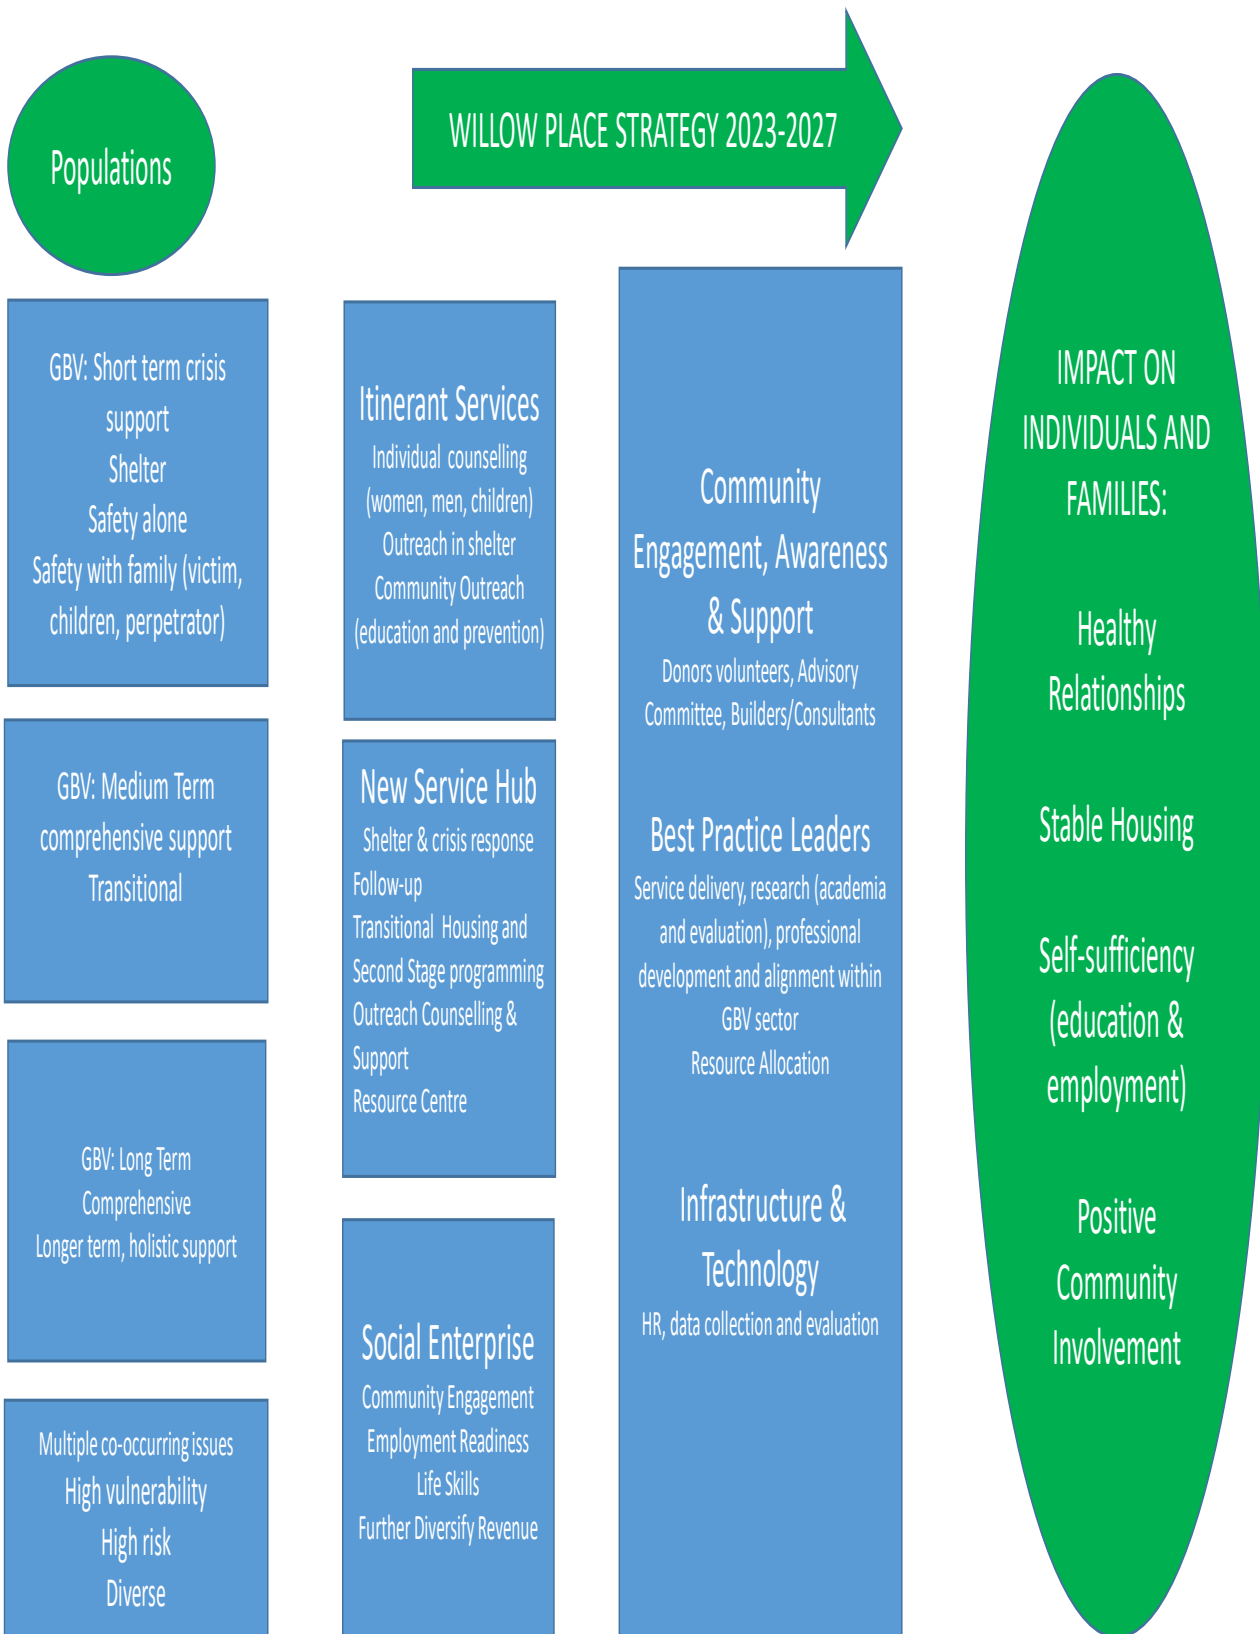 Populations
WILLOW PLACE STRATEGY 2023-2027
GBV: Short term crisis
support
Shelter
Safety alone
Safety with family (victim,
children, perpetrator)
GBV: Medium Term
comprehensive support
Transitional
GBV: Long Term
Comprehensive
Longer term, holistic support
Multiple co-occurring issues
High vulnerability
High risk
Diverse
Itinerant Services
Individual counselling
(women, men, children)
Outreach in shelter
Community Outreach
(education and prevention)
New Service Hub
Shelter & crisis response
Follow-up
Transitional Housing and
Second Stage programming
Outreach Counselling &
Support
Resource Centre
Social Enterprise
Community Engagement
Employment Readiness
Life Skills
Further Diversify Revenue
Community
Engagement, Awareness
& Support
Donors volunteers, Advisory
Committee, Builders/Consultants
Best Practice Leaders
Service delivery, research (academia
and evaluation), professional
development and alignment within
GBV sector
Resource Allocation
Infrastructure &
Technology
HR, data collection and evaluation
IMPACT ON
INDIVIDUALS AND
FAMILIES:
Healthy
Relationships
Stable Housing
Self-sufficiency
(education &
employment)
Positive
Community
Involvement